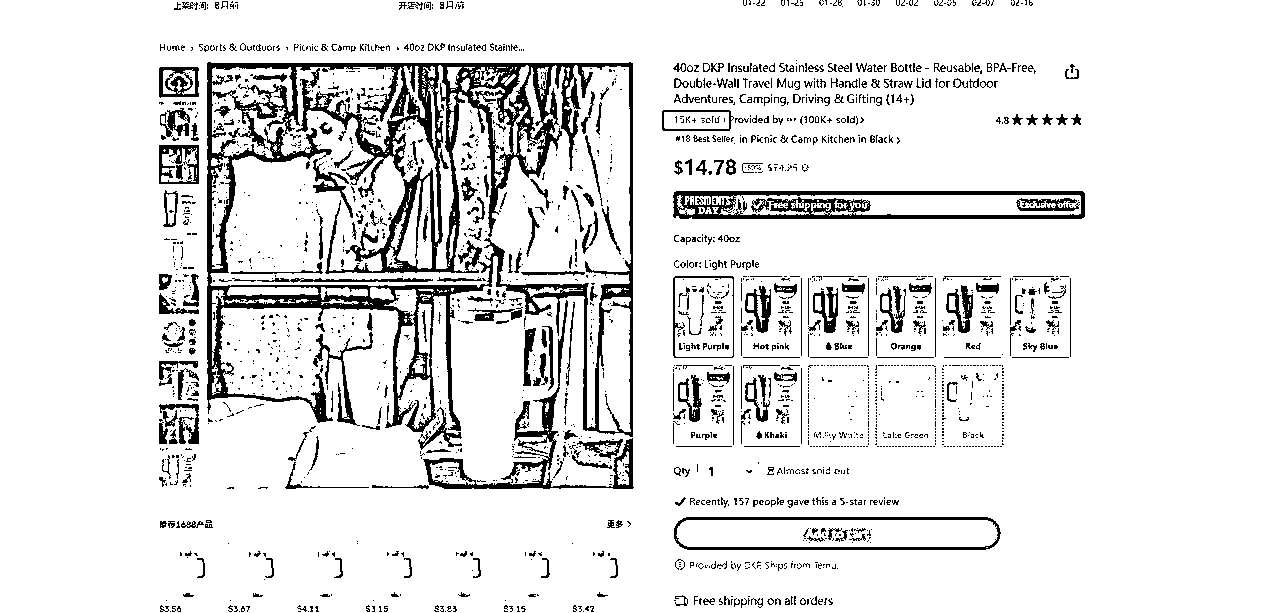 上架时间: 8月前
开店时间: 8月前
01-22 01-25 01-28 01-30 02-02 02-05 02-07 02-16
Home > Sports & Outdoors > Picnic & Camp Kitchen > 40oz DKP Insulated Stainle...
40oz DKP Insulated Stainless Steel Water Bottle - Reusable, BPA-Free,
Double-Wall Travel Mug with Handle & Straw Lid for Outdoor
Adventures, Camping, Driving & Gifting (14+)
15K+ sold Provided by (100K+ sold)>
4.8
#18 Best Seller, in Picnic & Camp Kitchen in Black >
$14.78
PRESIDENTS' DAY
Free shipping for you
Exclusive offer
Capacity: 40oz
Color: Light Purple
Light Purple Hot pink Blue Orange Red Sky Blue
Purple Khaki Milky White Lake Green Black
Qty 1 Almost sold out
Recently, 157 people gave this a 5-star review
Add to cart
Provided by DKP Ships from Temu.
Free shipping on all orders
推荐1688产品
更多 >
$3.56 $3.67 $4.11 $3.15 $3.83 $3.15 $3.42